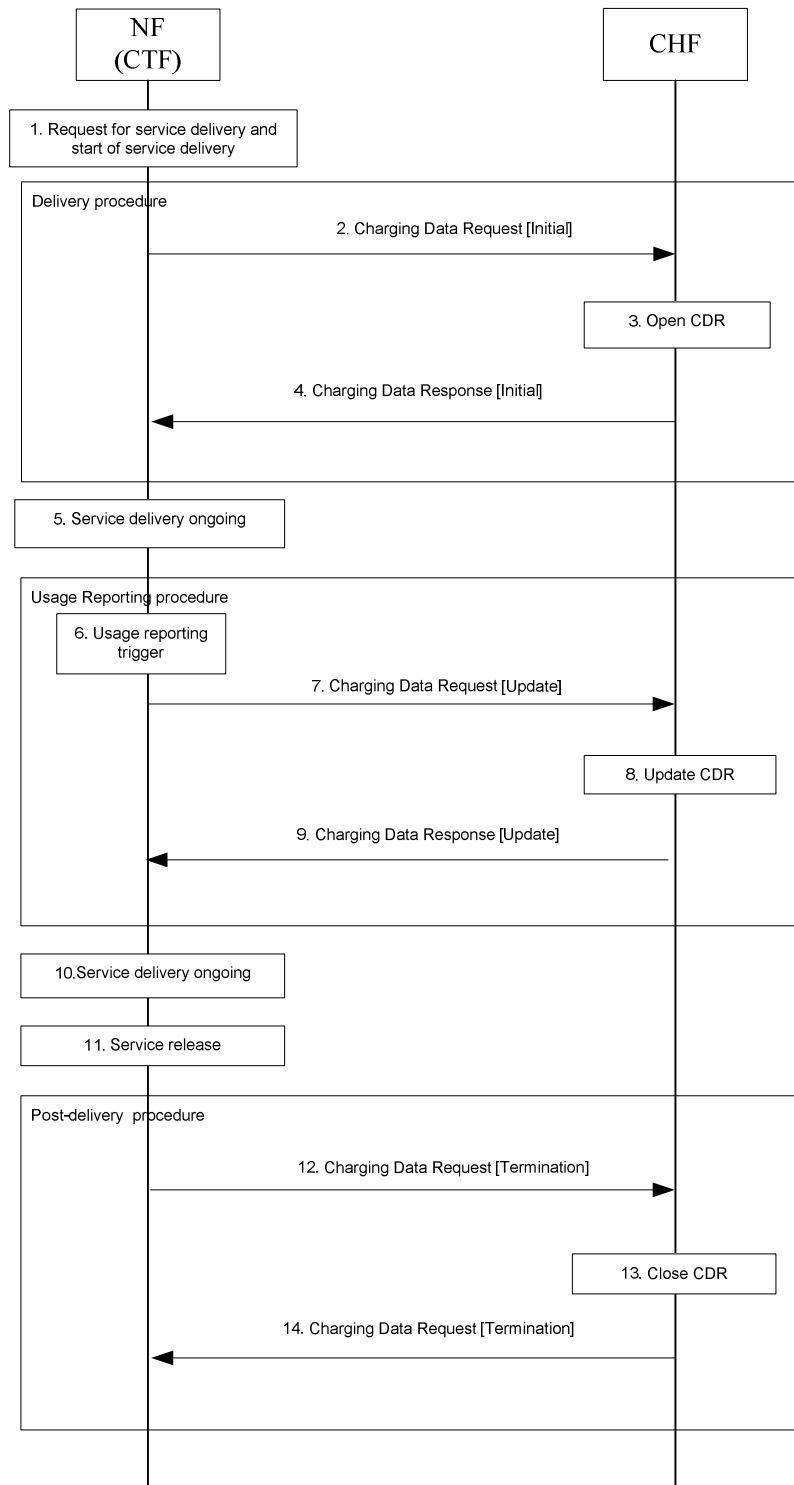 NF
(CTF)
CHF
1. Request for service delivery and
start of service delivery
Delivery procedure
2. Charging Data Request [Initial]
3. Open CDR
4. Charging Data Response [Initial]
5. Service delivery ongoing
Usage Reporting procedure
6. Usage reporting
trigger
7. Charging Data Request [Update]
8. Update CDR
9. Charging Data Response [Update]
10.Service delivery ongoing
11. Service release
Post-delivery procedure
12. Charging Data Request [Termination]
13. Close CDR
14. Charging Data Request [Termination]